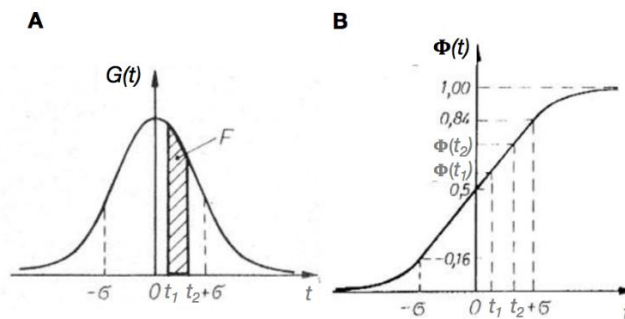 A
G(t)
F
-σ 0 t₁ t₂+σ t
B
Φ(t)
1,00
0,84
Φ(t₂)
Φ(t₁)
0,5
-0,16
-σ 0 t₁ t₂ +σ